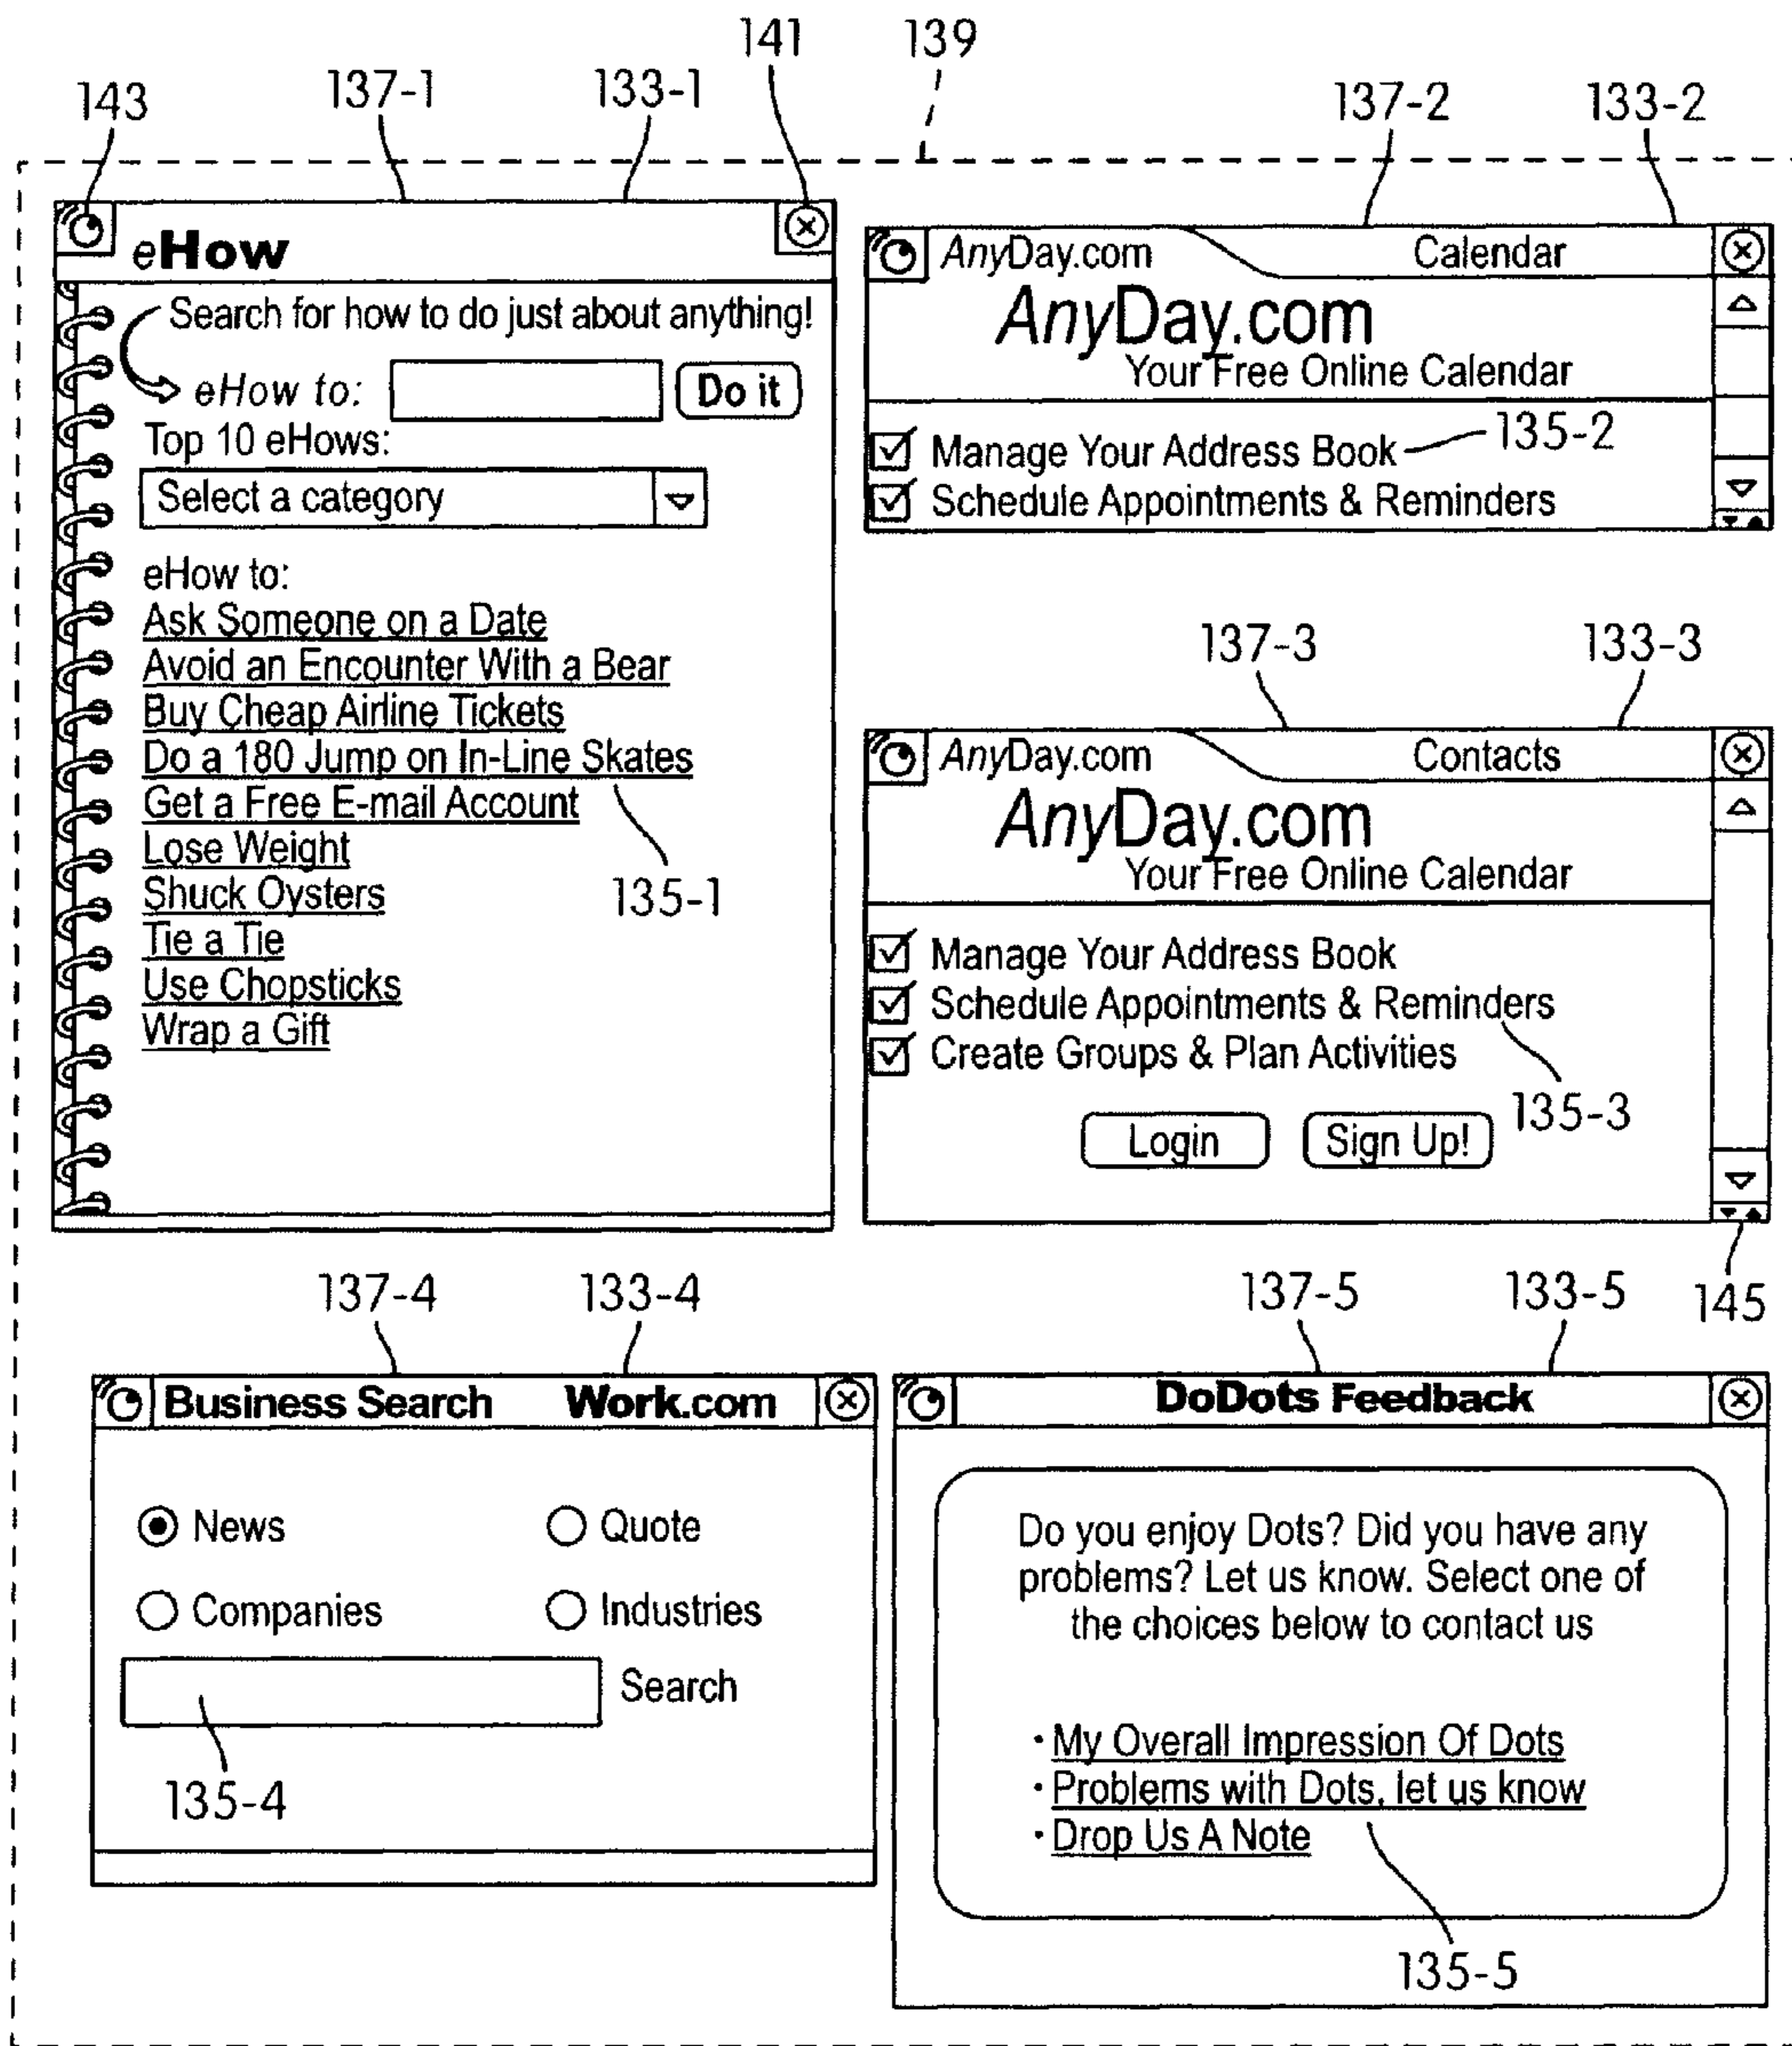 141
139
143
137-1
133-1
137-2
133-2
eHow
Search for how to do just about anything!
eHow to:
Do it
Top 10 eHows:
Select a category
eHow to:
Ask Someone on a Date
Avoid an Encounter With a Bear
Buy Cheap Airline Tickets
Do a 180 Jump on In-Line Skates
Get a Free E-mail Account
Lose Weight
Shuck Oysters
Tie a Tie
Use Chopsticks
Wrap a Gift
135-1
AnyDay.com
Calendar
AnyDay.com
Your Free Online Calendar
Manage Your Address Book
135-2
Schedule Appointments & Reminders
137-3
133-3
AnyDay.com
Contacts
AnyDay.com
Your Free Online Calendar
Manage Your Address Book
Schedule Appointments & Reminders
Create Groups & Plan Activities
135-3
Login
Sign Up!
145
137-4
133-4
Business Search
Work.com
News
Quote
Companies
Industries
Search
135-4
137-5
133-5
DoDots Feedback
Do you enjoy Dots? Did you have any
problems? Let us know. Select one of
the choices below to contact us
· My Overall Impression Of Dots
· Problems with Dots, let us know
· Drop Us A Note
135-5